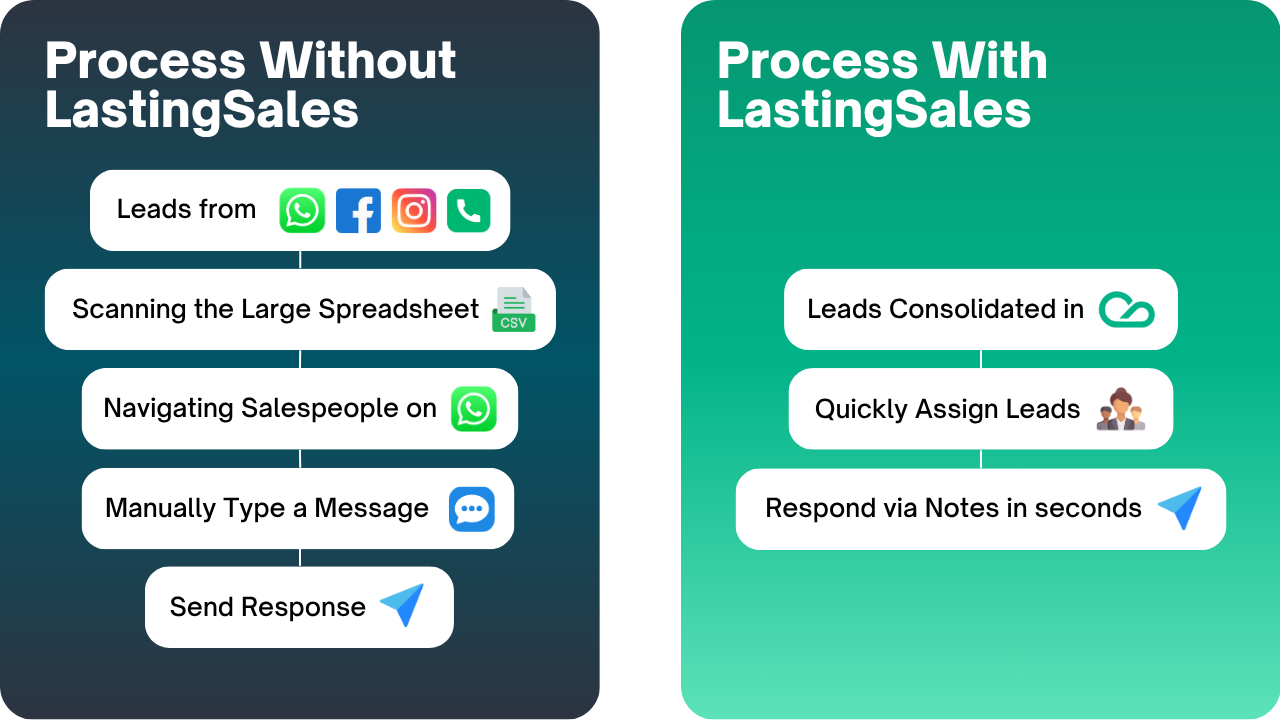 Process Without
LastingSales
Leads from
Scanning the Large Spreadsheet
CSV
Navigating Salespeople on
Manually Type a Message
Send Response
Process With
LastingSales
Leads Consolidated in
Quickly Assign Leads
Respond via Notes in seconds